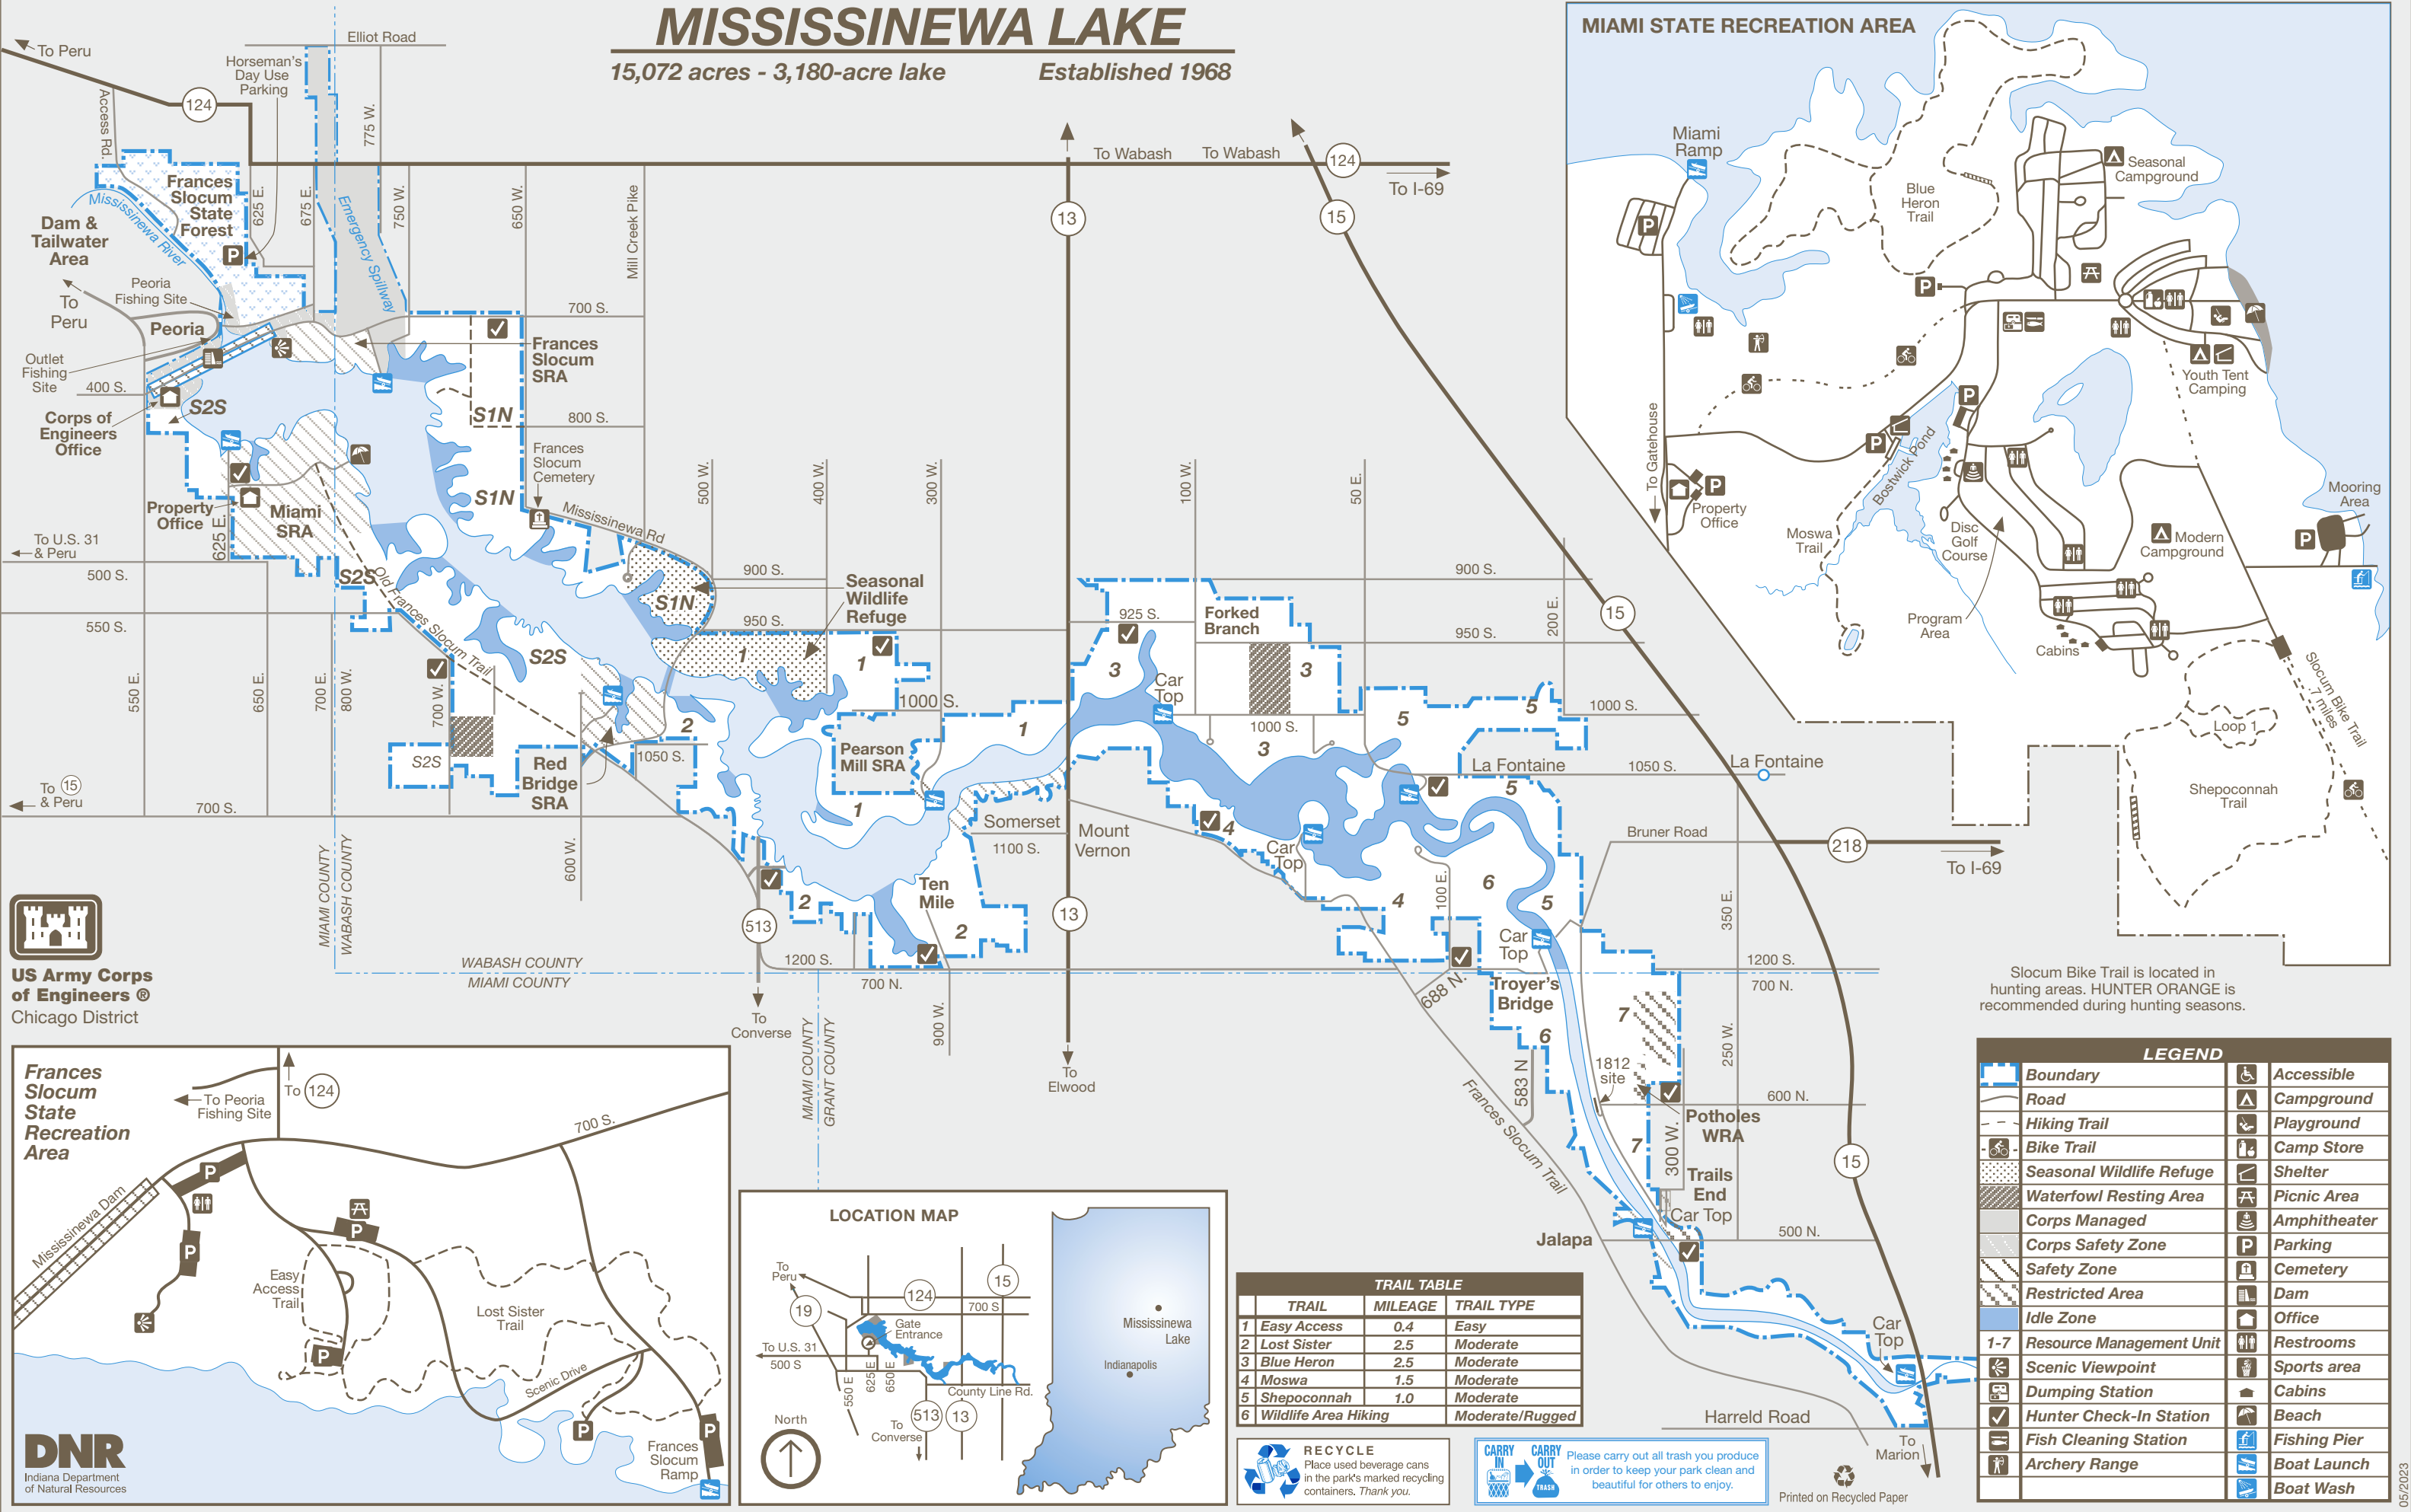 MISSISSINEWA LAKE
15,072 acres - 3,180-acre lake
Established 1968
To Peru
124
Access Rd.
Horseman's
Day Use
Parking
Elliot Road
775 W.
Frances
Slocum
State
Forest
Mississinewa River
Dam &
Tailwater
Area
625 E.
675 E.
Emergency Spillway
750 W.
650 W.
Mill Creek Pike
P
Peoria
Fishing Site
To
Peru
Peoria
Outlet
Fishing
Site
400 S.
Corps of
Engineers
Office
S2S
700 S.
Frances
Slocum
SRA
S1N
800 S.
Frances
Slocum
Cemetery
S1N
Mississinewa Rd
Property
Office
625 E.
Miami
SRA
To U.S. 31
& Peru
500 S.
550 S.
S2S
Old Frances Slocum Trail
500 W.
400 W.
300 W.
900 S.
S1N
Seasonal
Wildlife
Refuge
950 S.
1
1
S2S
550 E.
650 E.
700 E.
800 W.
700 W.
S2S
Red
Bridge
SRA
2
1050 S.
1000 S.
Pearson
Mill SRA
1
1
To 15
& Peru
700 S.
600 W.
MIAMI COUNTY
WABASH COUNTY
Somerset
1100 S.
Mount
Vernon
Ten
Mile
2
2
513
1200 S.
700 N.
900 W.
WABASH COUNTY
MIAMI COUNTY
To
Converse
MIAMI COUNTY
GRANT COUNTY
To Wabash
To Wabash
124
To I-69
13
15
100 W.
50 E.
900 S.
925 S.
Forked
Branch
950 S.
200 E.
15
3
3
Car
Top
1000 S.
3
5
5
1000 S.
La Fontaine
1050 S.
La Fontaine
5
4
Car
Top
Bruner Road
218
To I-69
13
6
5
4
100 E.
350 E.
Car
Top
1200 S.
700 N.
688 N.
Troyer's
Bridge
7
6
583 N
1812
site
250 W.
600 N.
Potholes
WRA
To
Elwood
Frances Slocum Trail
7
300 W.
Trails
End
Car Top
15
Jalapa
500 N.
Car
Top
Harreld Road
To
Marion
US Army Corps
of Engineers ®
Chicago District
MIAMI STATE RECREATION AREA
Miami
Ramp
P
Blue
Heron
Trail
Seasonal
Campground
P
Youth Tent
Camping
To Gatehouse
P
P
Bostwick Pond
P
Property
Office
Moswa
Trail
Disc
Golf
Course
Modern
Campground
Mooring
Area
P
Program
Area
Cabins
Slocum Bike Trail
.7 miles
Loop 1
Shepoconnah
Trail
Slocum Bike Trail is located in
hunting areas. HUNTER ORANGE is
recommended during hunting seasons.
Frances
Slocum
State
Recreation
Area
To 124
To Peoria
Fishing Site
700 S.
Mississinewa Dam
P
P
P
Easy
Access
Trail
P
Lost Sister
Trail
Scenic Drive
P
P
Frances
Slocum
Ramp
DNR
Indiana Department
of Natural Resources
LOCATION MAP
To
Peru
19
124
15
700 S
Gate
Entrance
To U.S. 31
500 S
550 E
625 E
650 E
County Line Rd.
513
13
To
Converse
North
Mississinewa
Lake
Indianapolis
TRAIL TABLE
TRAIL MILEAGE TRAIL TYPE
1 Easy Access 0.4 Easy
2 Lost Sister 2.5 Moderate
3 Blue Heron 2.5 Moderate
4 Moswa 1.5 Moderate
5 Shepoconnah 1.0 Moderate
6 Wildlife Area Hiking Moderate/Rugged
RECYCLE
Place used beverage cans
in the park's marked recycling
containers. Thank you.
CARRY
IN
CARRY
OUT
TRASH
Please carry out all trash you produce
in order to keep your park clean and
beautiful for others to enjoy.
Printed on Recycled Paper
LEGEND
Boundary
Road
Hiking Trail
Bike Trail
Seasonal Wildlife Refuge
Waterfowl Resting Area
Corps Managed
Corps Safety Zone
Safety Zone
Restricted Area
Idle Zone
1-7 Resource Management Unit
Scenic Viewpoint
Dumping Station
Hunter Check-In Station
Fish Cleaning Station
Archery Range
Accessible
Campground
Playground
Camp Store
Shelter
Picnic Area
Amphitheater
P Parking
Cemetery
Dam
Office
Restrooms
Sports area
Cabins
Beach
Fishing Pier
Boat Launch
Boat Wash
05/2023